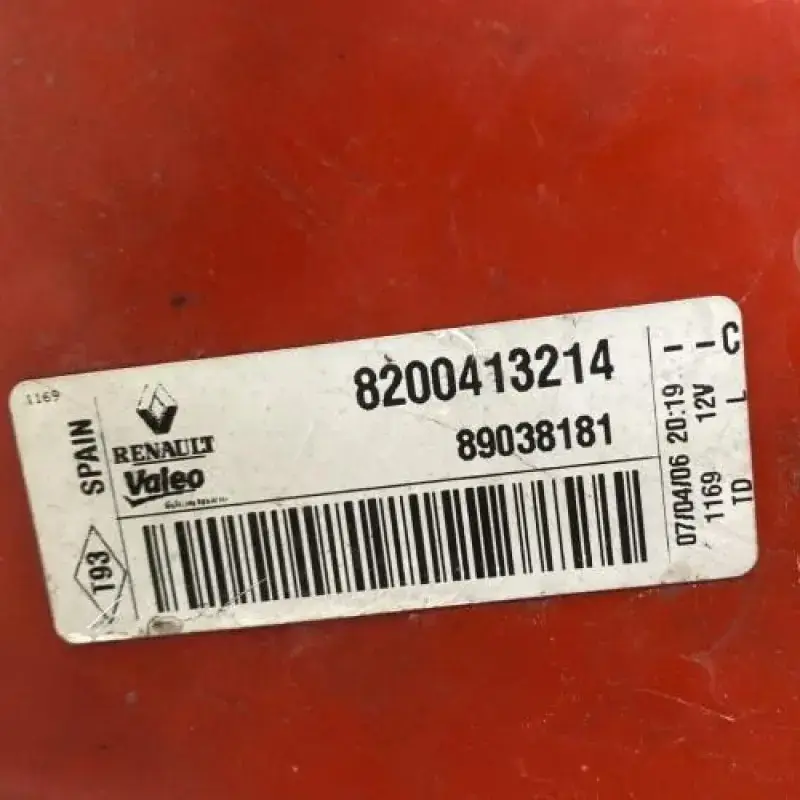 1169
SPAIN
T93
RENAULT
Valeo
8200413214
89038181
--C
07/04/06 20:19
1169 12V
TD L